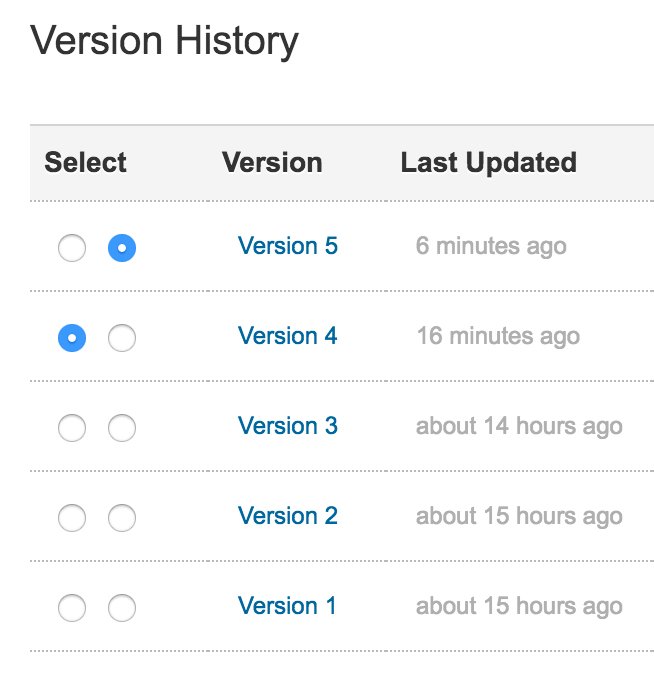 Version History
Select Version Last Updated
Version 5 6 minutes ago
Version 4 16 minutes ago
Version 3 about 14 hours ago
Version 2 about 15 hours ago
Version 1 about 15 hours ago